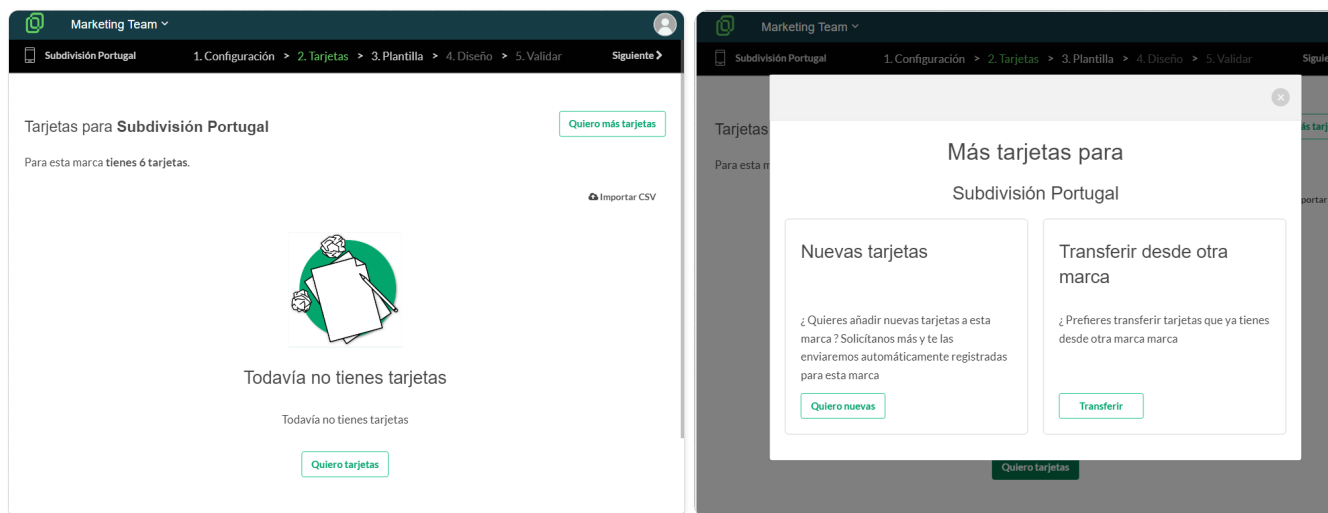 Marketing Team
Subdivisión Portugal 1. Configuración > 2. Tarjetas > 3. Plantilla > 4. Diseño > 5. Validar Siguiente >
Tarjetas para Subdivisión Portugal
Quiero más tarjetas
Para esta marca tienes 6 tarjetas.
Importar CSV
Todavía no tienes tarjetas
Todavía no tienes tarjetas
Quiero tarjetas
Marketing Team
Subdivisión Portugal 1. Configuración > 2. Tarjetas > 3. Plantilla > 4. Diseño > 5. Validar Siguie
Tarjetas
ás tarj
Para esta m
portar
Más tarjetas para
Subdivisión Portugal
Nuevas tarjetas
¿ Quieres añadir nuevas tarjetas a esta
marca ? Solicítanos más y te las
enviaremos automáticamente registradas
para esta marca
Quiero nuevas
Transferir desde otra
marca
¿ Prefieres transferir tarjetas que ya tienes
desde otra marca marca
Transferir
Quiero tarjetas